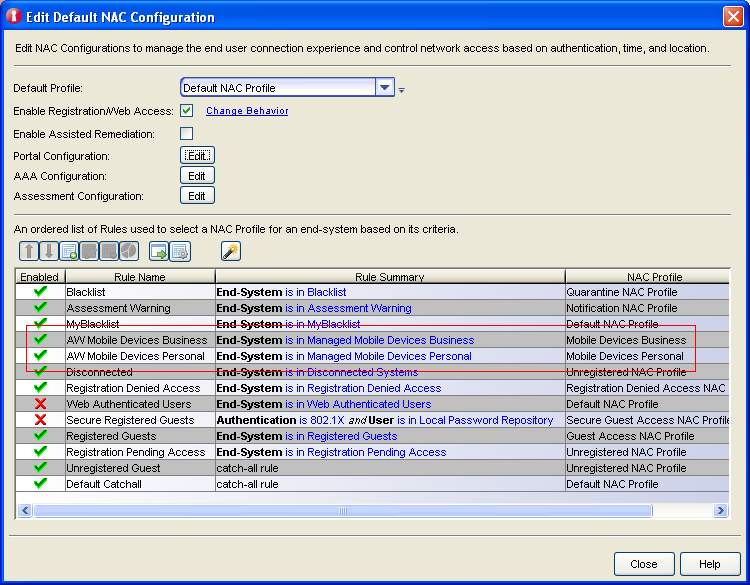 Edit Default NAC Configuration
Edit NAC Configurations to manage the end user connection experience and control network access based on authentication, time, and location.
Default Profile: Default NAC Profile
Enable Registration/Web Access: Change Behavior
Enable Assisted Remediation:
Portal Configuration: Edit
AAA Configuration: Edit
Assessment Configuration: Edit
An ordered list of Rules used to select a NAC Profile for an end-system based on its criteria.
Enabled Rule Name Rule Summary NAC Profile
Blacklist End-System is in Blacklist Quarantine NAC Profile
Assessment Warning End-System is in Assessment Warning Notification NAC Profile
MyBlacklist End-System is in MyBlacklist Default NAC Profile
AW Mobile Devices Business End-System is in Managed Mobile Devices Business Mobile Devices Business
AW Mobile Devices Personal End-System is in Managed Mobile Devices Personal Mobile Devices Personal
Disconnected End-System is in Disconnected Systems Unregistered NAC Profile
Registration Denied Access End-System is in Registration Denied Access Registration Denied Access NAC
Web Authenticated Users End-System is in Web Authenticated Users Default NAC Profile
Secure Registered Guests Authentication is 802.1X and User is in Local Password Repository Secure Guest Access NAC Profile
Registered Guests End-System is in Registered Guests Guest Access NAC Profile
Registration Pending Access End-System is in Registration Pending Access Unregistered NAC Profile
Unregistered Guest catch-all rule Unregistered NAC Profile
Default Catchall catch-all rule Default NAC Profile
Close Help